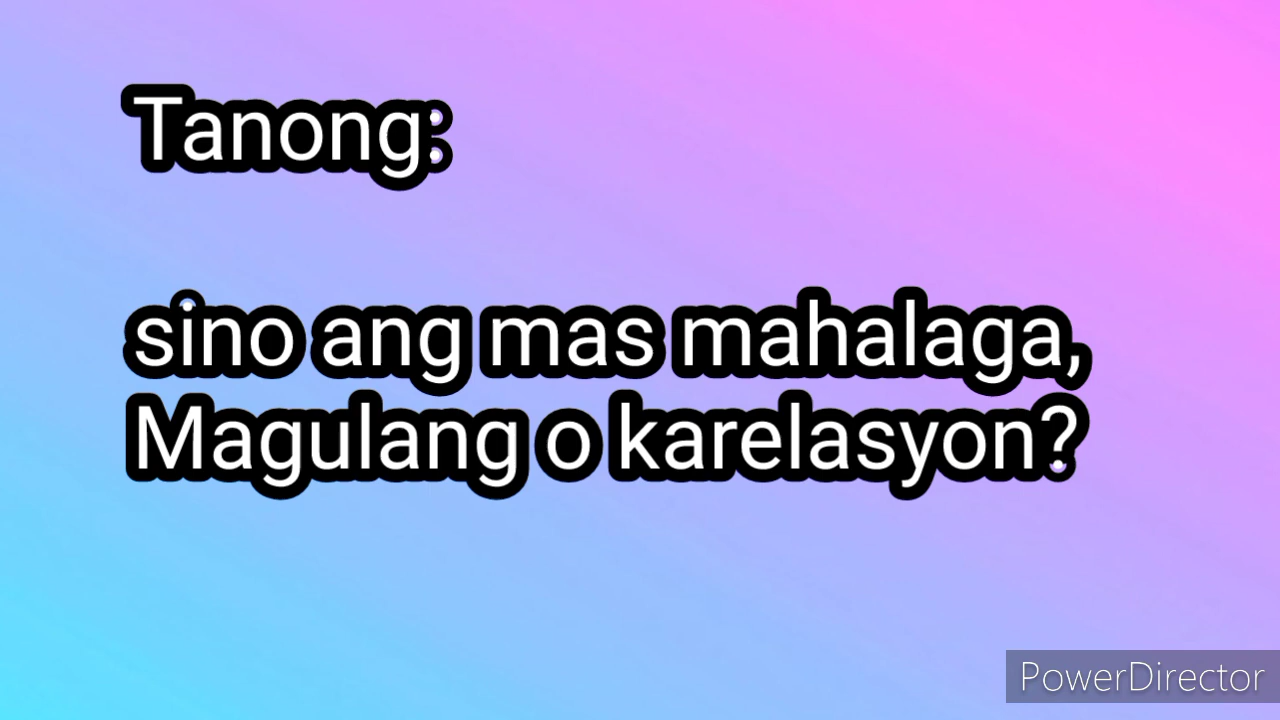 Tanong:
sino ang mas mahalaga,
Magulang o karelasyon?
PowerDirector